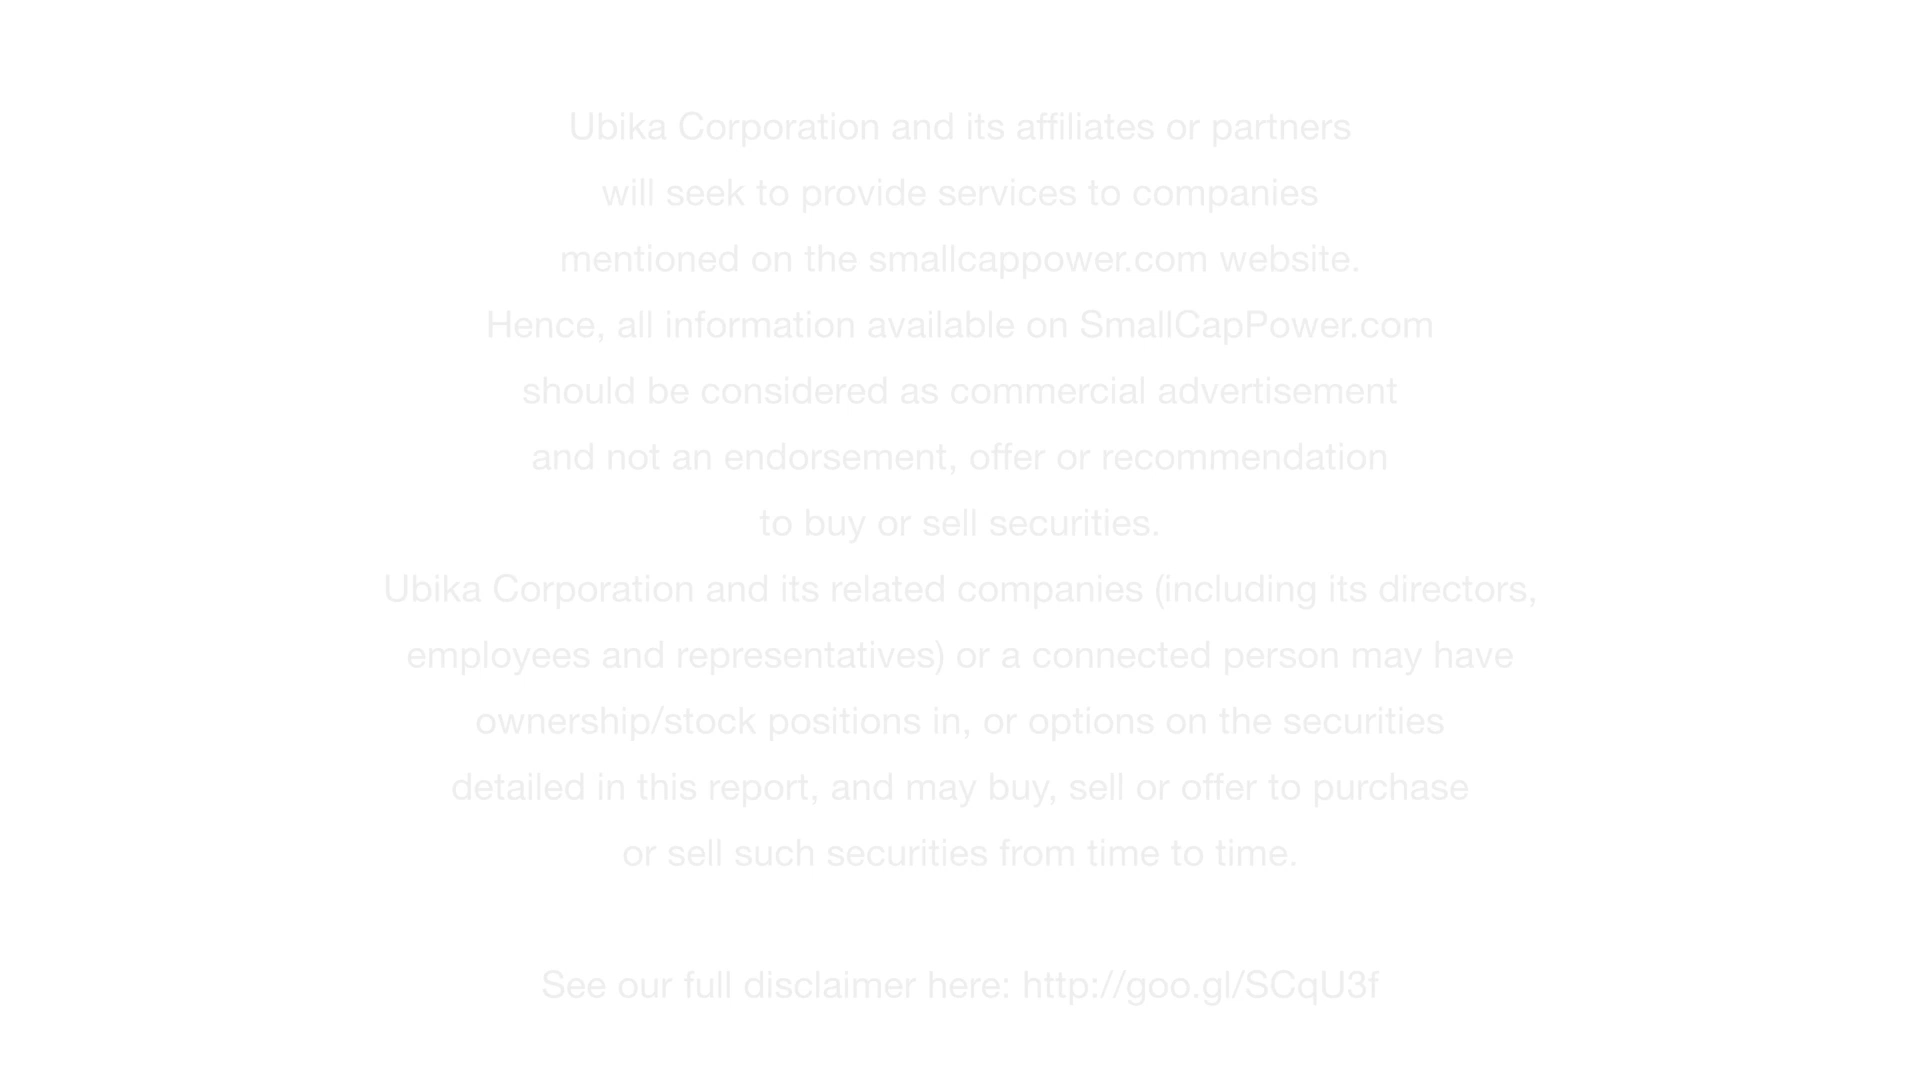 Ubika Corporation and its affiliates or partners
will seek to provide services to companies
mentioned on the smallcappower.com website.
Hence, all information available on SmallCapPower.com
should be considered as commercial advertisement
and not an endorsement, offer or recommendation
to buy or sell securities.
Ubika Corporation and its related companies (including its directors,
employees and representatives) or a connected person may have
ownership/stock positions in, or options on the securities
detailed in this report, and may buy, sell or offer to purchase
or sell such securities from time to time.
See our full disclaimer here: http://goo.gl/SCqU3f